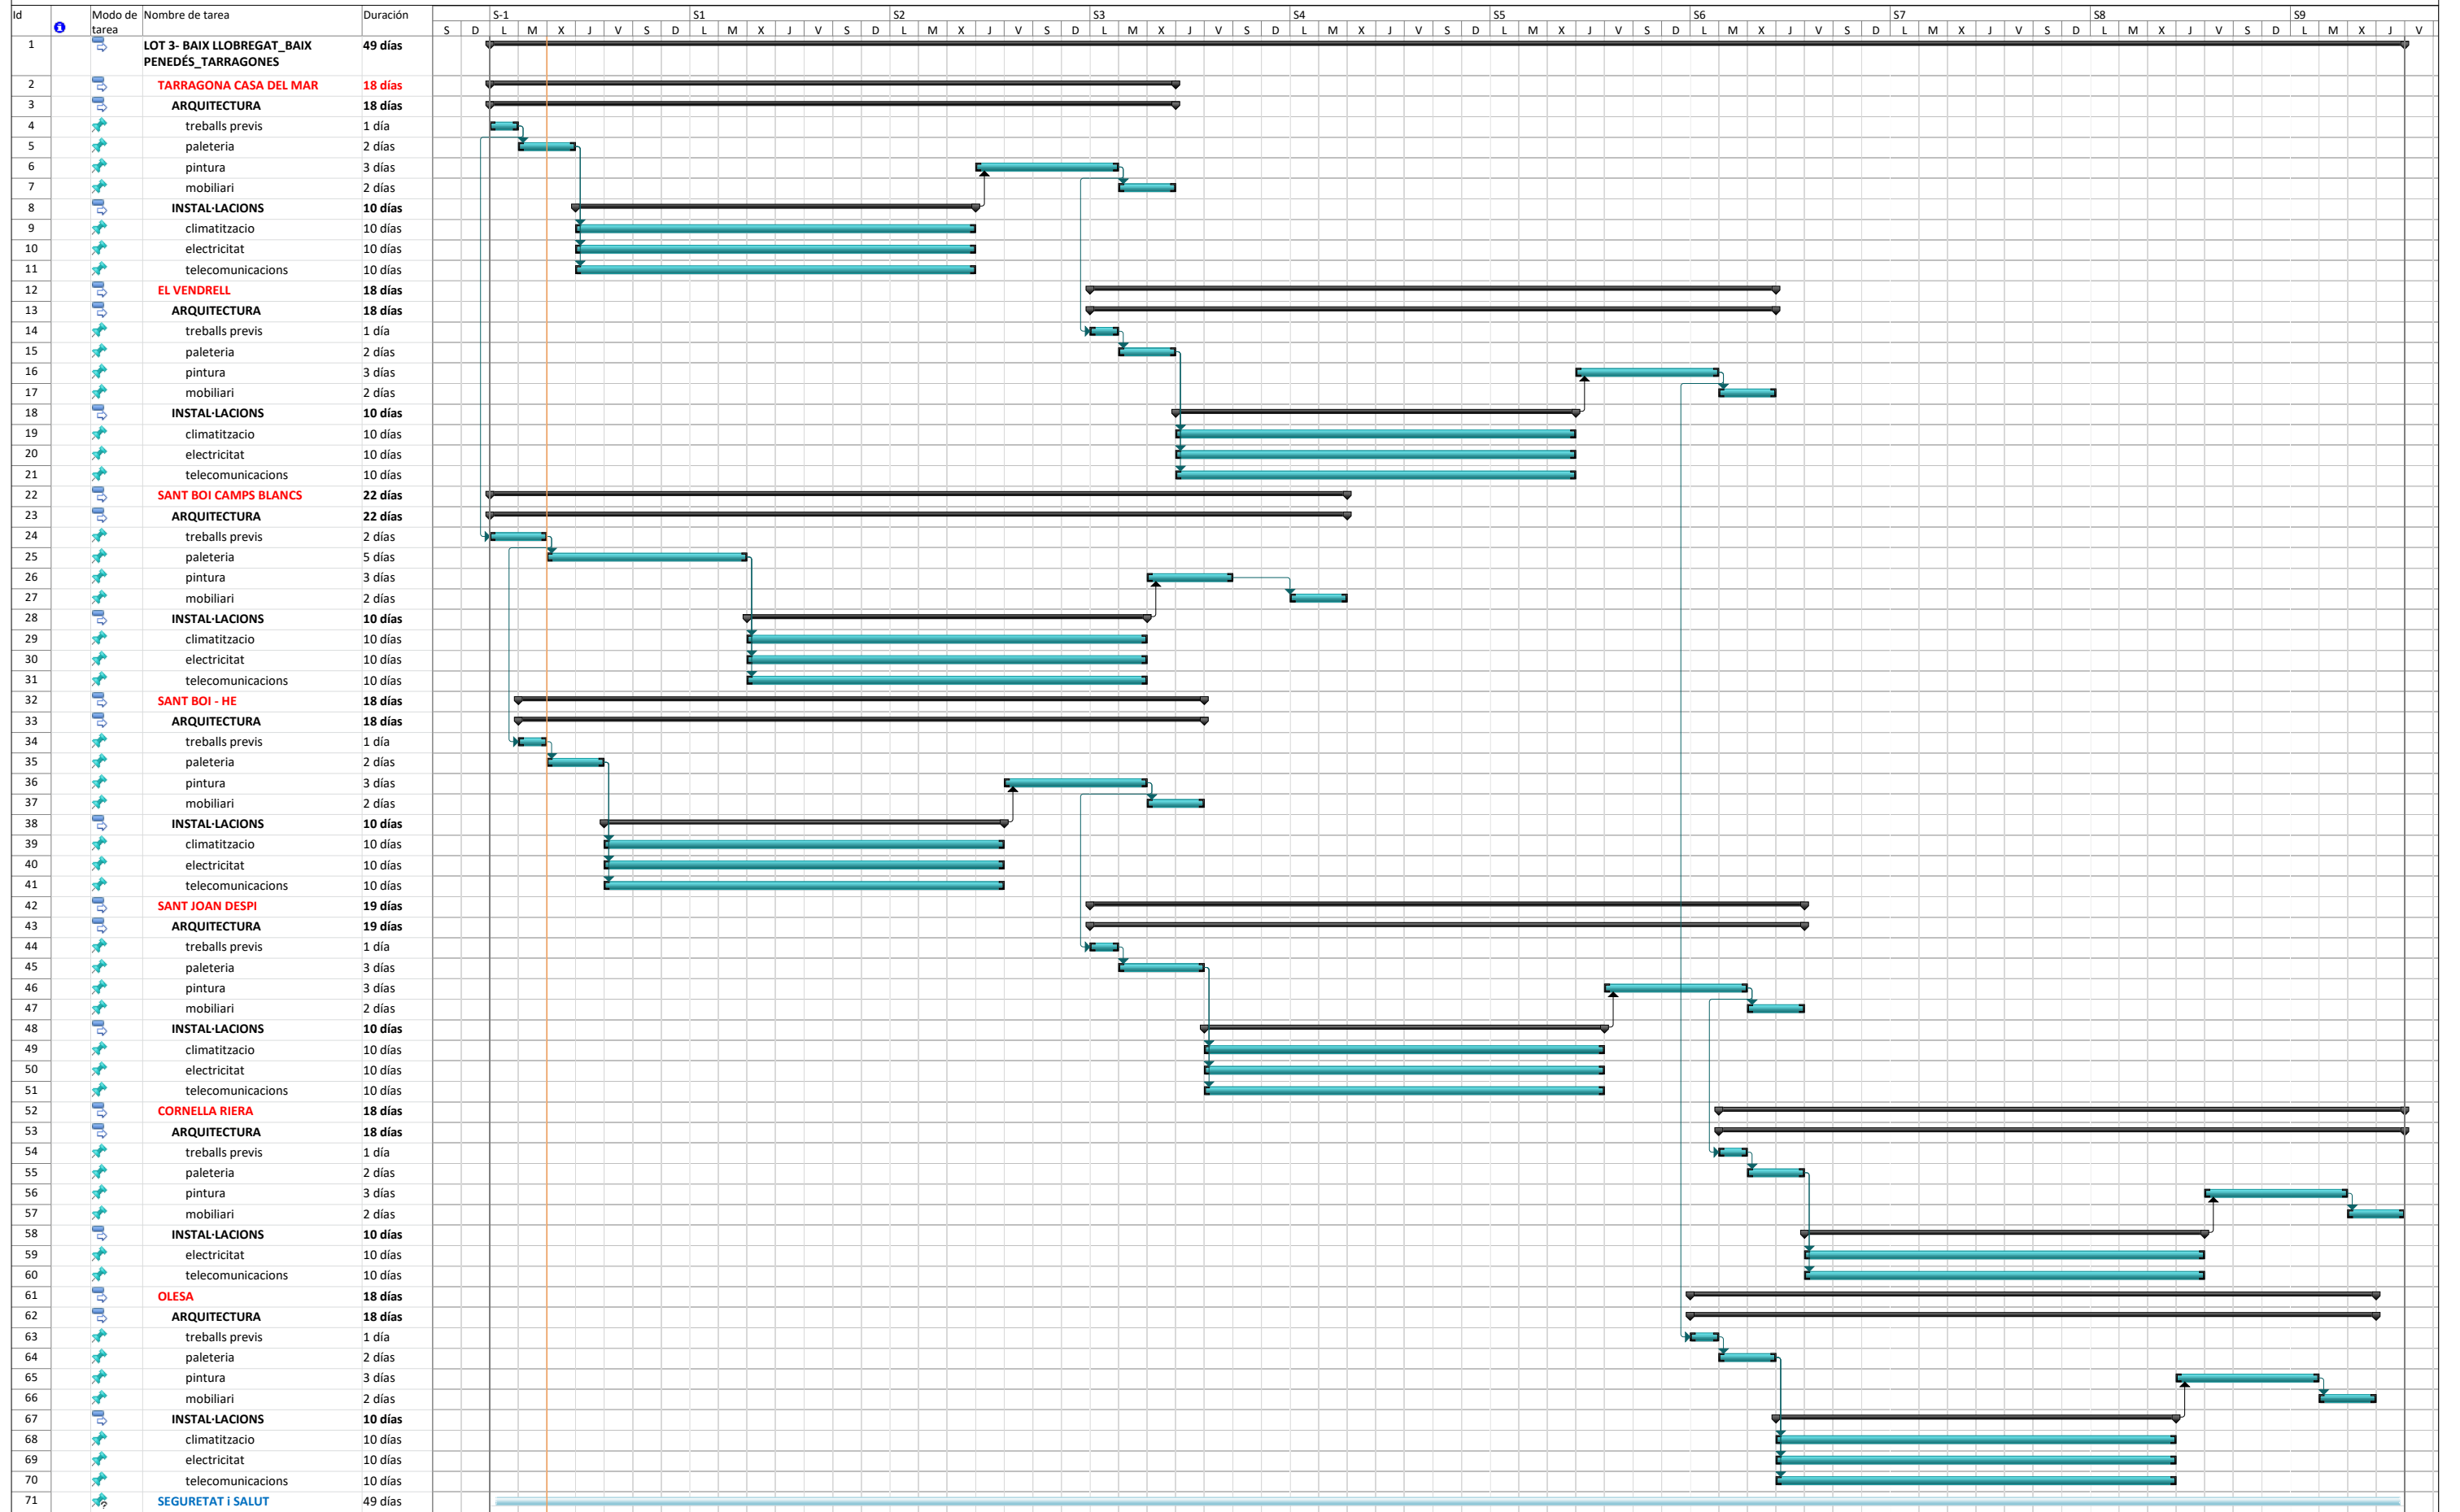 Id Modo de tarea Nombre de tarea Duración S-1 S1 S2 S3 S4 S5 S6 S7 S8 S9
S D L M X J V S D L M X J V S D L M X J V S D L M X J V S D L M X J V S D L M X J V S D L M X J V S D L M X J V S D L M X J V S D L M X J V
1 LOT 3- BAIX LLOBREGAT_BAIX PENEDÉS_TARRAGONES 49 días
2 TARRAGONA CASA DEL MAR 18 días
3 ARQUITECTURA 18 días
4 treballs previs 1 día
5 paleteria 2 días
6 pintura 3 días
7 mobiliari 2 días
8 INSTAL·LACIONS 10 días
9 climatitzacio 10 días
10 electricitat 10 días
11 telecomunicacions 10 días
12 EL VENDRELL 18 días
13 ARQUITECTURA 18 días
14 treballs previs 1 día
15 paleteria 2 días
16 pintura 3 días
17 mobiliari 2 días
18 INSTAL·LACIONS 10 días
19 climatitzacio 10 días
20 electricitat 10 días
21 telecomunicacions 10 días
22 SANT BOI CAMPS BLANCS 22 días
23 ARQUITECTURA 22 días
24 treballs previs 2 días
25 paleteria 5 días
26 pintura 3 días
27 mobiliari 2 días
28 INSTAL·LACIONS 10 días
29 climatitzacio 10 días
30 electricitat 10 días
31 telecomunicacions 10 días
32 SANT BOI - HE 18 días
33 ARQUITECTURA 18 días
34 treballs previs 1 día
35 paleteria 2 días
36 pintura 3 días
37 mobiliari 2 días
38 INSTAL·LACIONS 10 días
39 climatitzacio 10 días
40 electricitat 10 días
41 telecomunicacions 10 días
42 SANT JOAN DESPI 19 días
43 ARQUITECTURA 19 días
44 treballs previs 1 día
45 paleteria 3 días
46 pintura 3 días
47 mobiliari 2 días
48 INSTAL·LACIONS 10 días
49 climatitzacio 10 días
50 electricitat 10 días
51 telecomunicacions 10 días
52 CORNELLA RIERA 18 días
53 ARQUITECTURA 18 días
54 treballs previs 1 día
55 paleteria 2 días
56 pintura 3 días
57 mobiliari 2 días
58 INSTAL·LACIONS 10 días
59 electricitat 10 días
60 telecomunicacions 10 días
61 OLESA 18 días
62 ARQUITECTURA 18 días
63 treballs previs 1 día
64 paleteria 2 días
65 pintura 3 días
66 mobiliari 2 días
67 INSTAL·LACIONS 10 días
68 climatitzacio 10 días
69 electricitat 10 días
70 telecomunicacions 10 días
71 SEGURETAT i SALUT 49 días